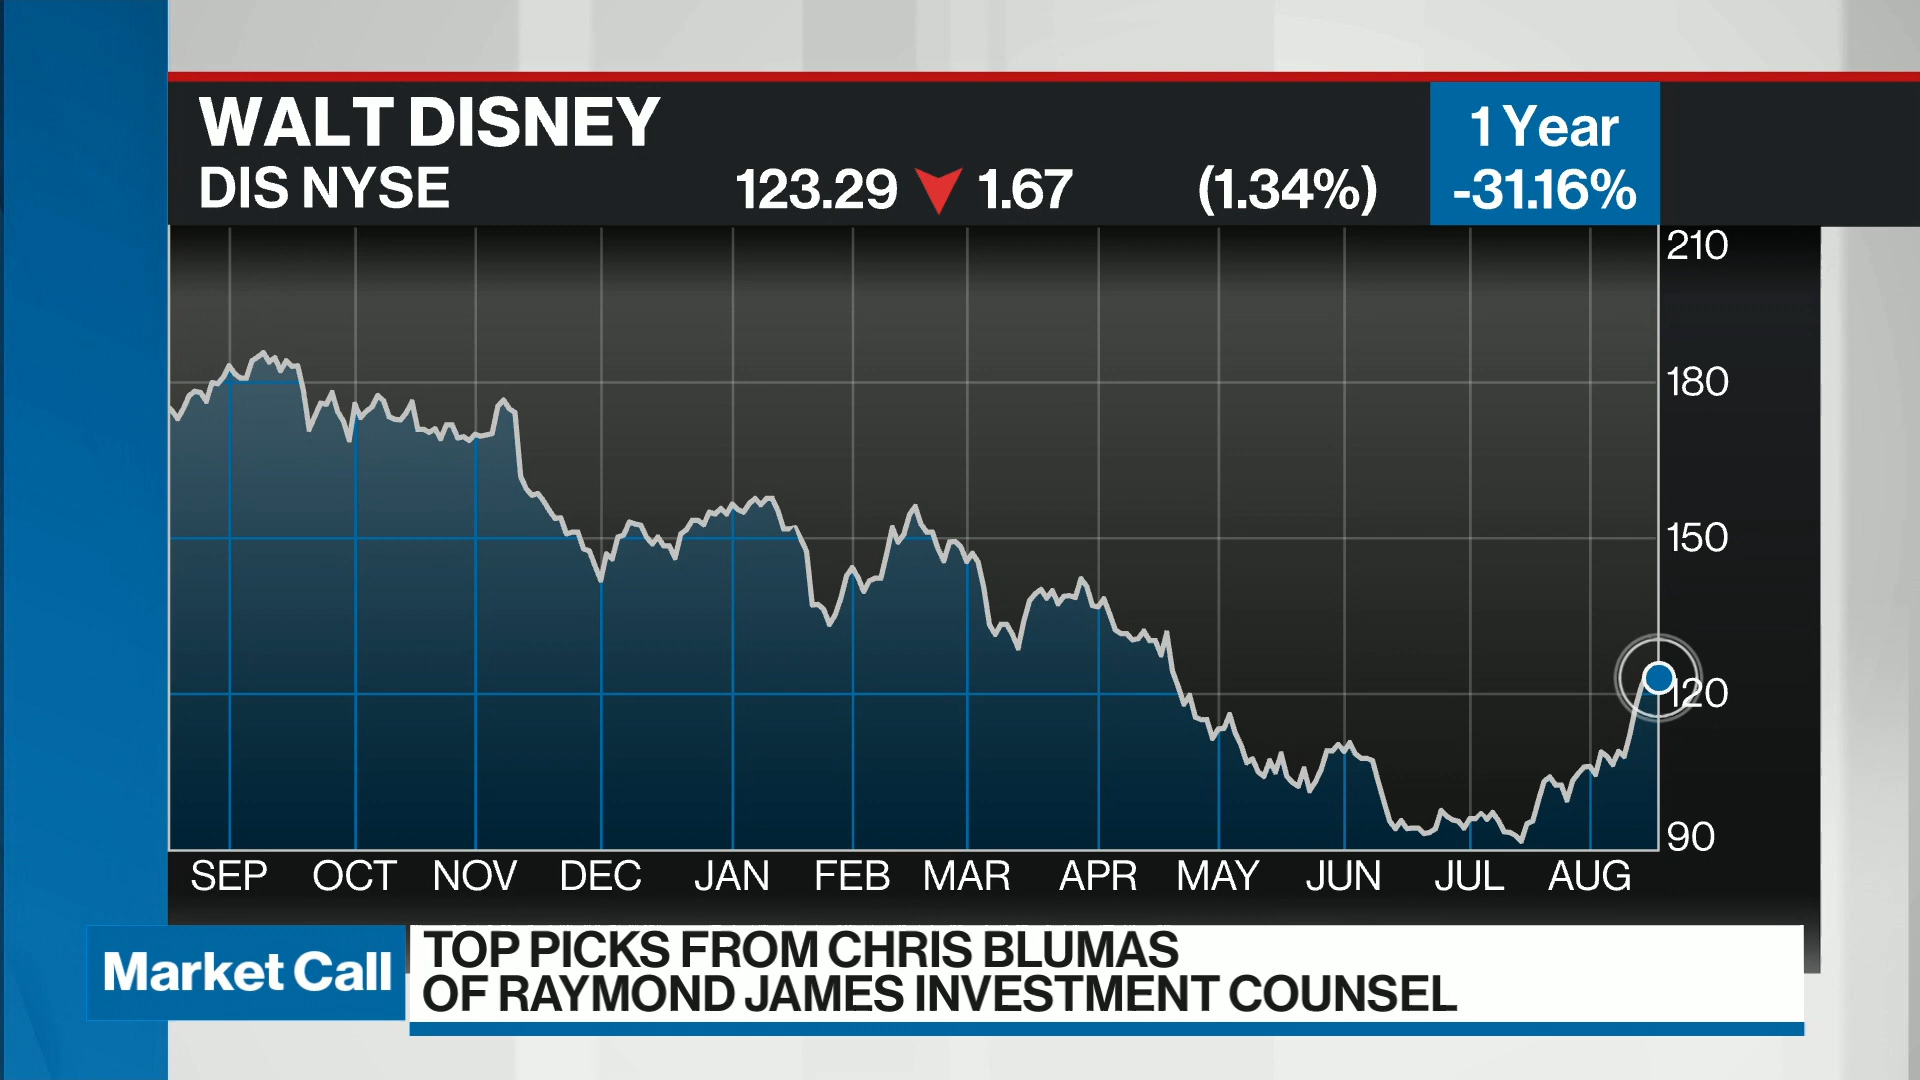 WALT DISNEY
DIS NYSE 123.29 1.67 (1.34%)
1 Year
-31.16%
210
180
150
120
90
SEP OCT NOV DEC JAN FEB MAR APR MAY JUN JUL AUG
Market Call
TOP PICKS FROM CHRIS BLUMAS
OF RAYMOND JAMES INVESTMENT COUNSEL